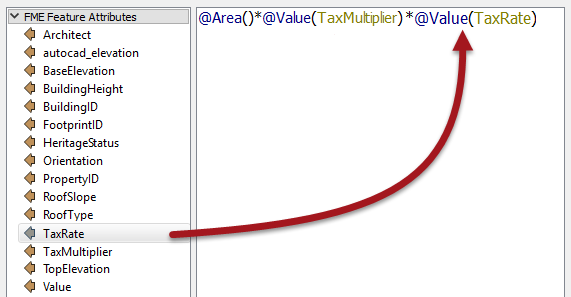 FME Feature Attributes
Architect
autocad_elevation
BaseElevation
BuildingHeight
BuildingID
FootprintID
HeritageStatus
Orientation
PropertyID
RoofSlope
RoofType
TaxRate
TaxMultiplier
TopElevation
Value
@Area()*@Value(TaxMultiplier)*@Value(TaxRate)